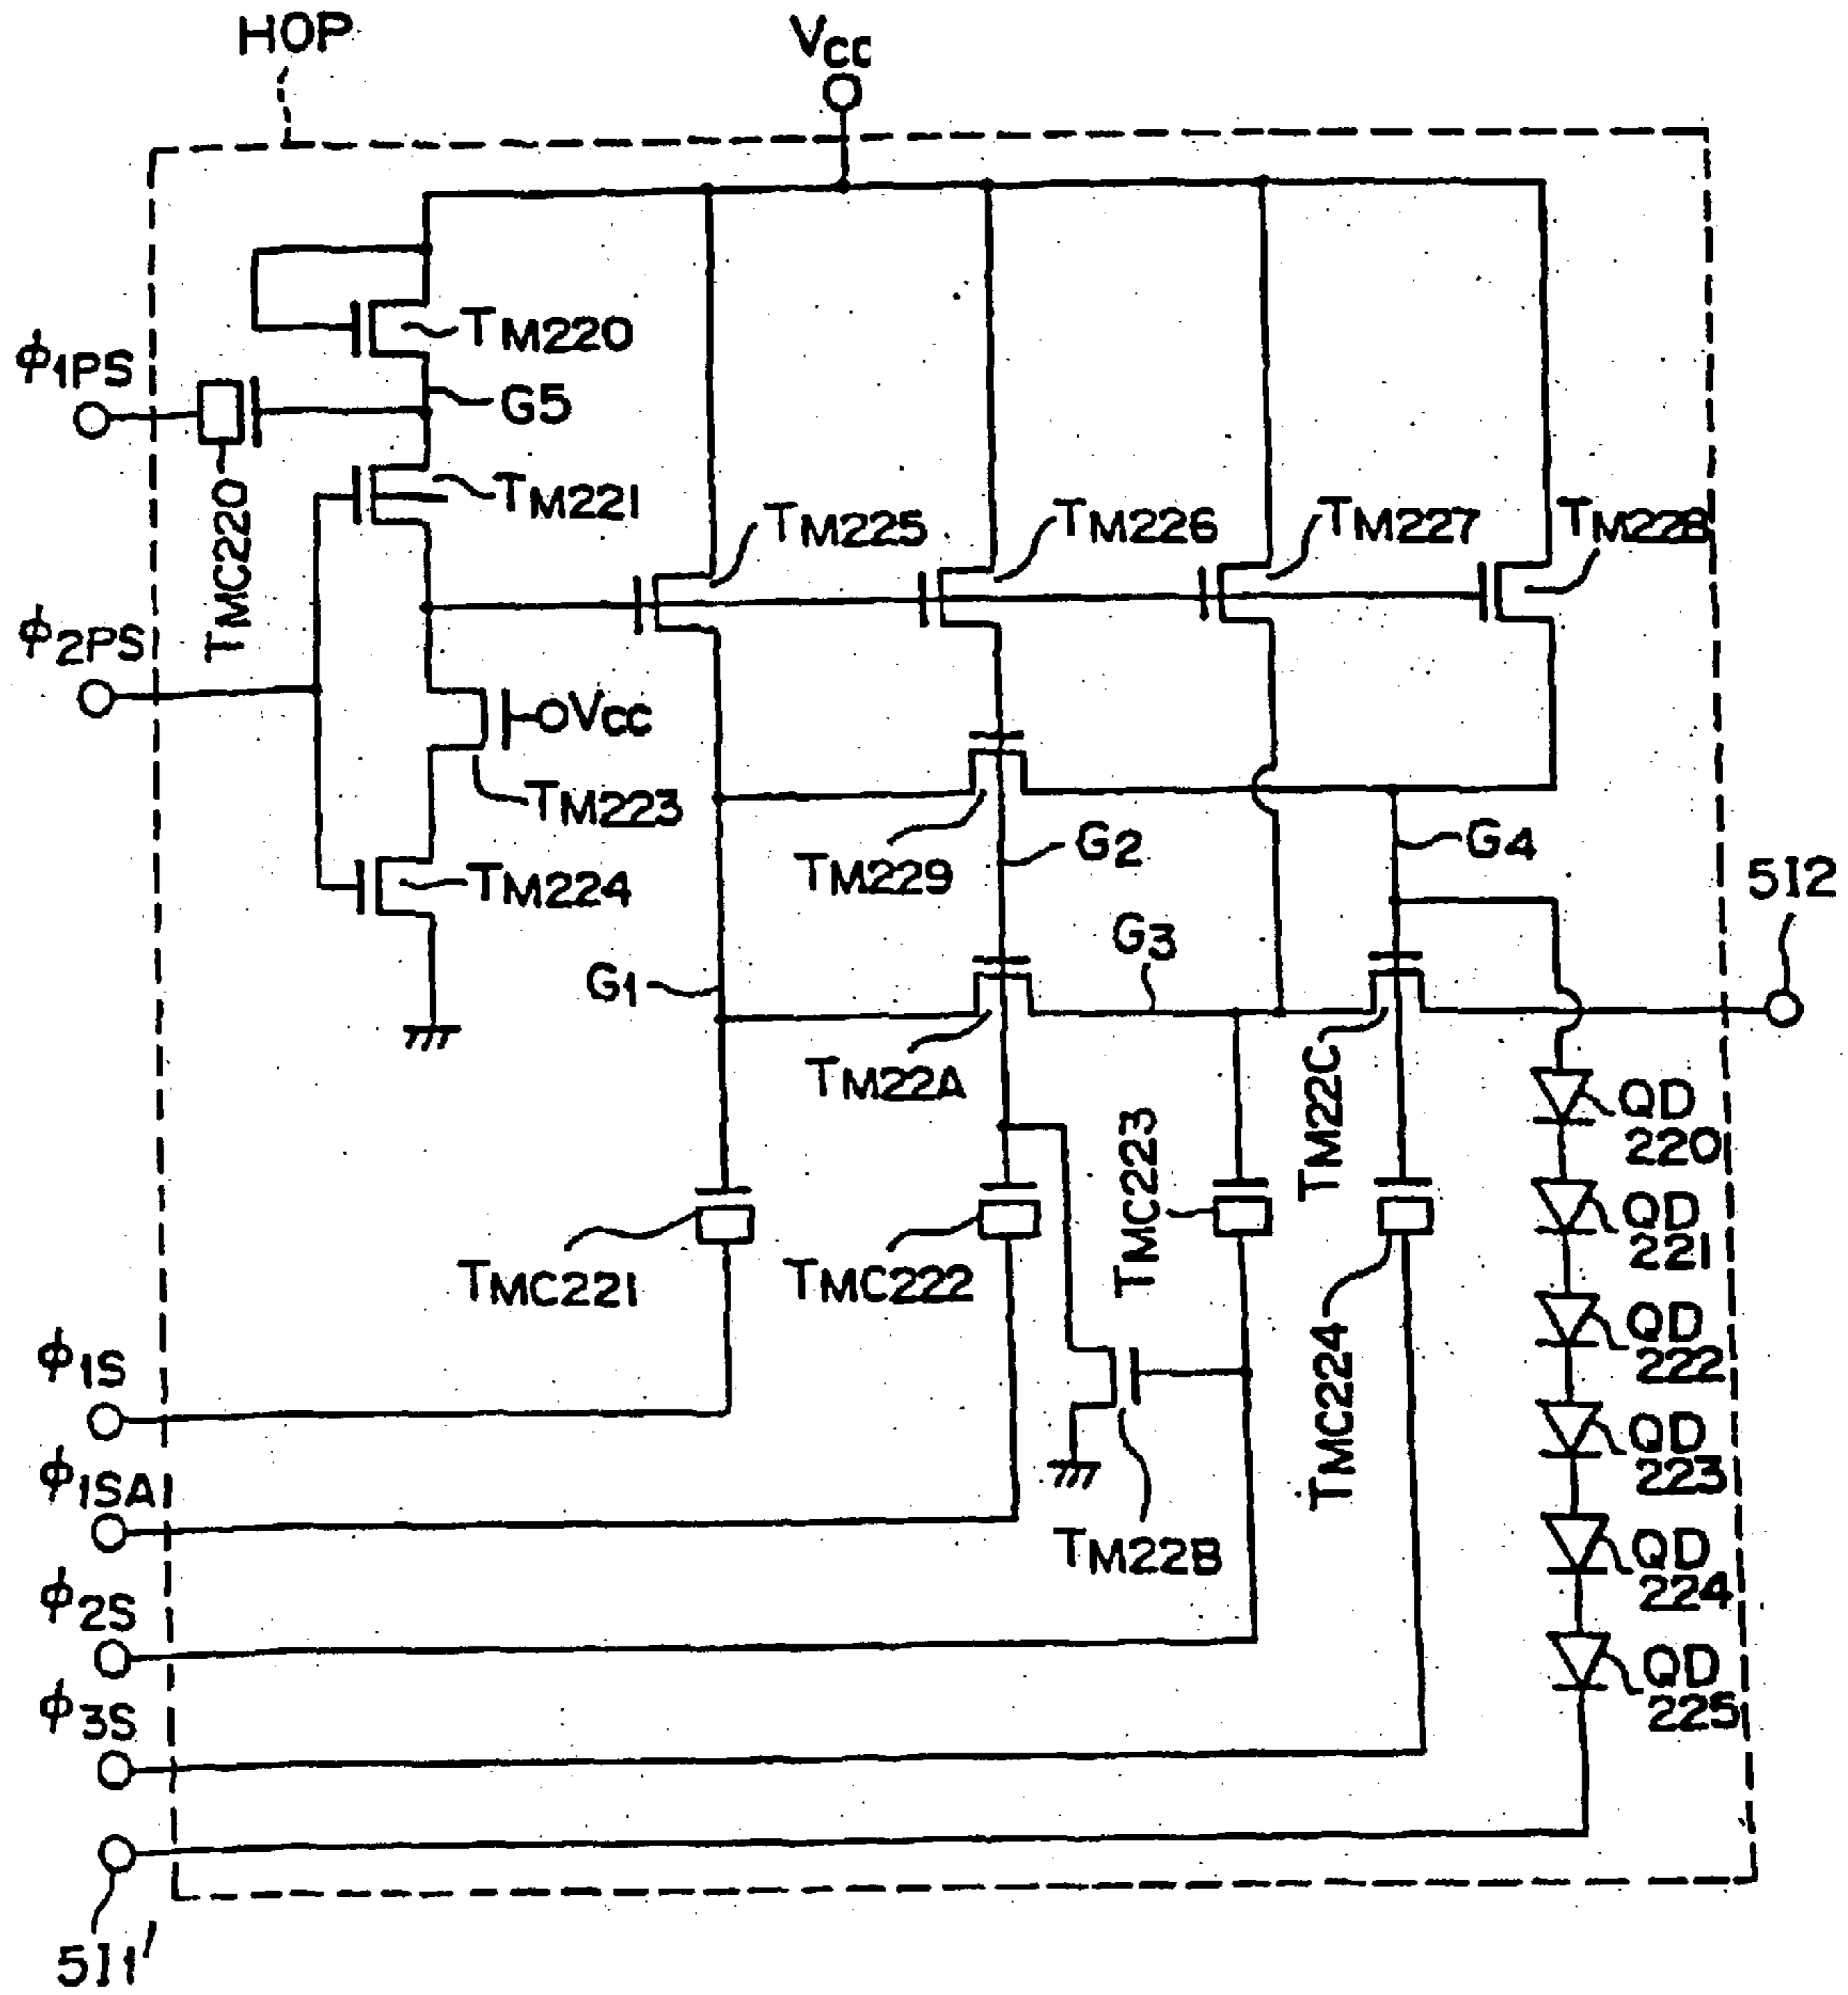 HOP
Vcc
TM220
ϕ1PS
G5
TMC220
TM221
TM225
TM226
TM227
TM228
ϕ2PS
Vcc
TM223
TM229
G2
G4
TM224
512
G1
G3
TM22A
TM22C
QD
220
TMC223
QD
221
TMC221
TMC222
QD
222
TMC224
ϕ1S
QD
223
ϕ1SA
TM22B
QD
224
ϕ2S
QD
225
ϕ3S
511'